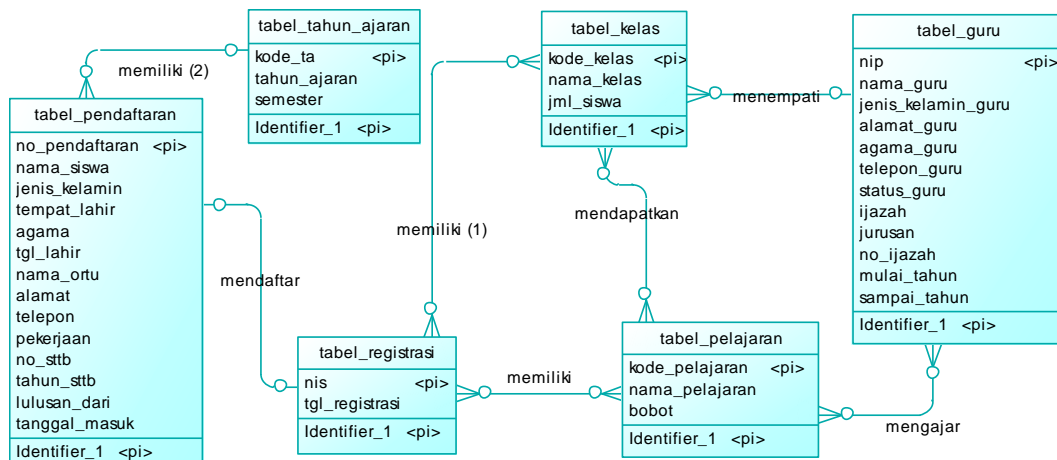 tabel_tahun_ajaran
kode_ta <pi>
tahun_ajaran
semester
Identifier_1 <pi>
memiliki (2)
tabel_pendaftaran
no_pendaftaran <pi>
nama_siswa
jenis_kelamin
tempat_lahir
agama
tgl_lahir
nama_ortu
alamat
telepon
pekerjaan
no_sttb
tahun_sttb
lulusan_dari
tanggal_masuk
Identifier_1 <pi>
mendaftar
memiliki (1)
tabel_kelas
kode_kelas <pi>
nama_kelas
jml_siswa
Identifier_1 <pi>
menempati
mendapatkan
tabel_guru
nip <pi>
nama_guru
jenis_kelamin_guru
alamat_guru
agama_guru
telepon_guru
status_guru
ijazah
jurusan
no_ijazah
mulai_tahun
sampai_tahun
Identifier_1 <pi>
tabel_registrasi
nis <pi>
tgl_registrasi
Identifier_1 <pi>
memiliki
tabel_pelajaran
kode_pelajaran <pi>
nama_pelajaran
bobot
Identifier_1 <pi>
mengajar